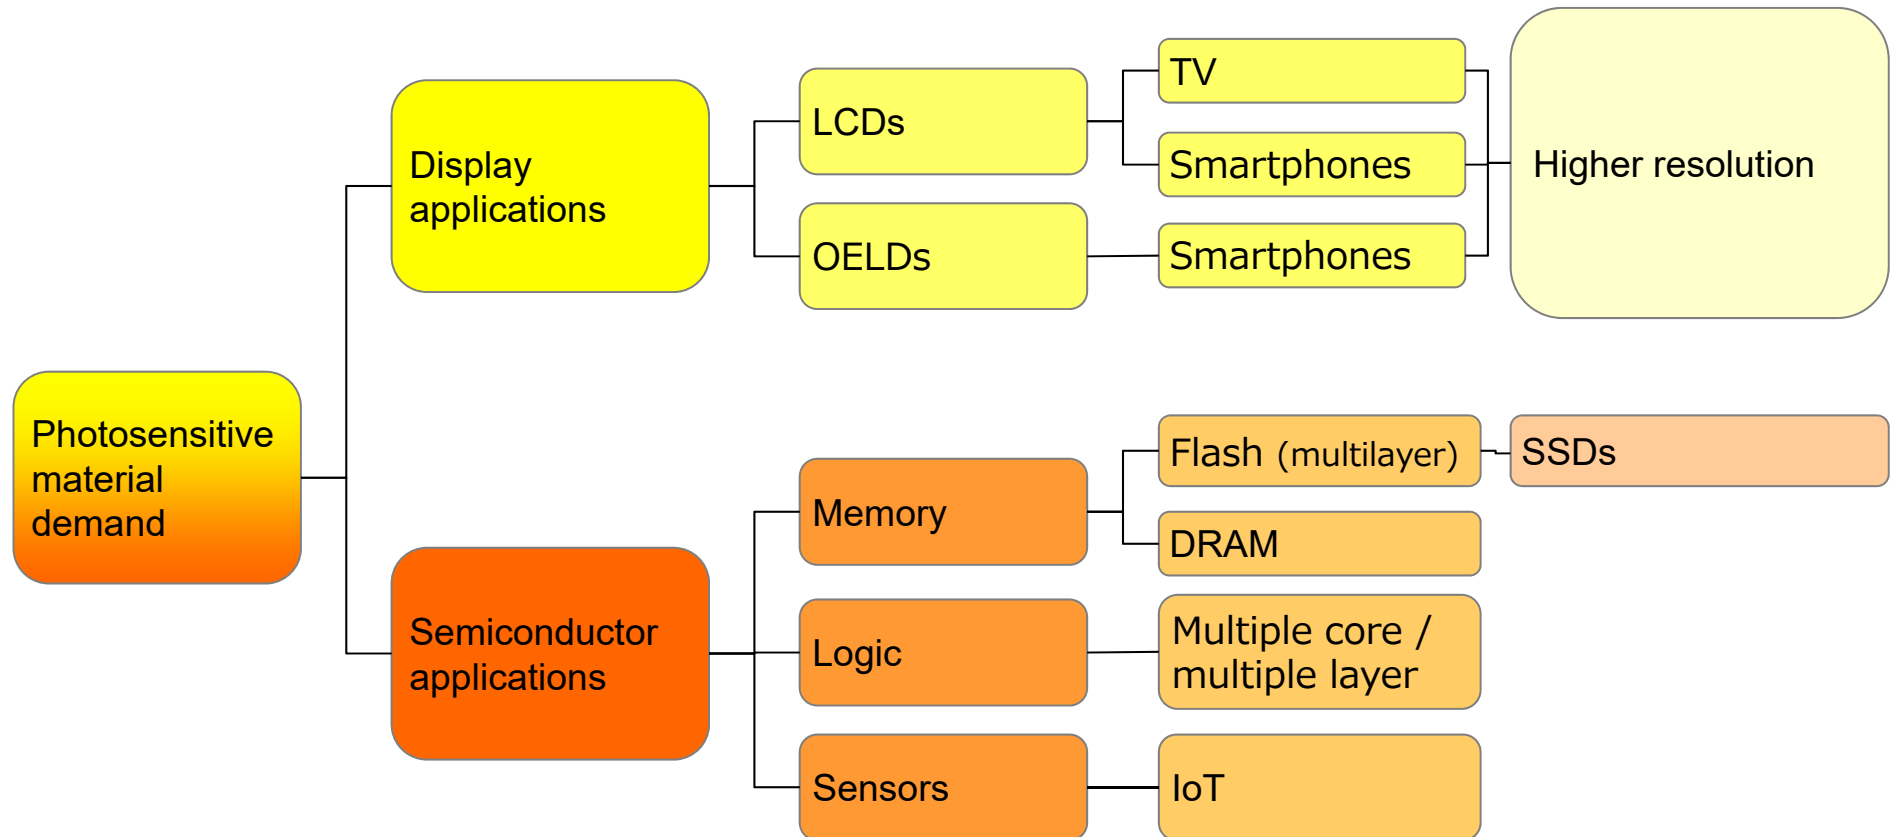 Photosensitive
material
demand
Display
applications
LCDs
TV
Smartphones
OELDs
Smartphones
Higher resolution
Semiconductor
applications
Memory
Flash (multilayer)
SSDs
DRAM
Logic
Multiple core /
multiple layer
Sensors
IoT